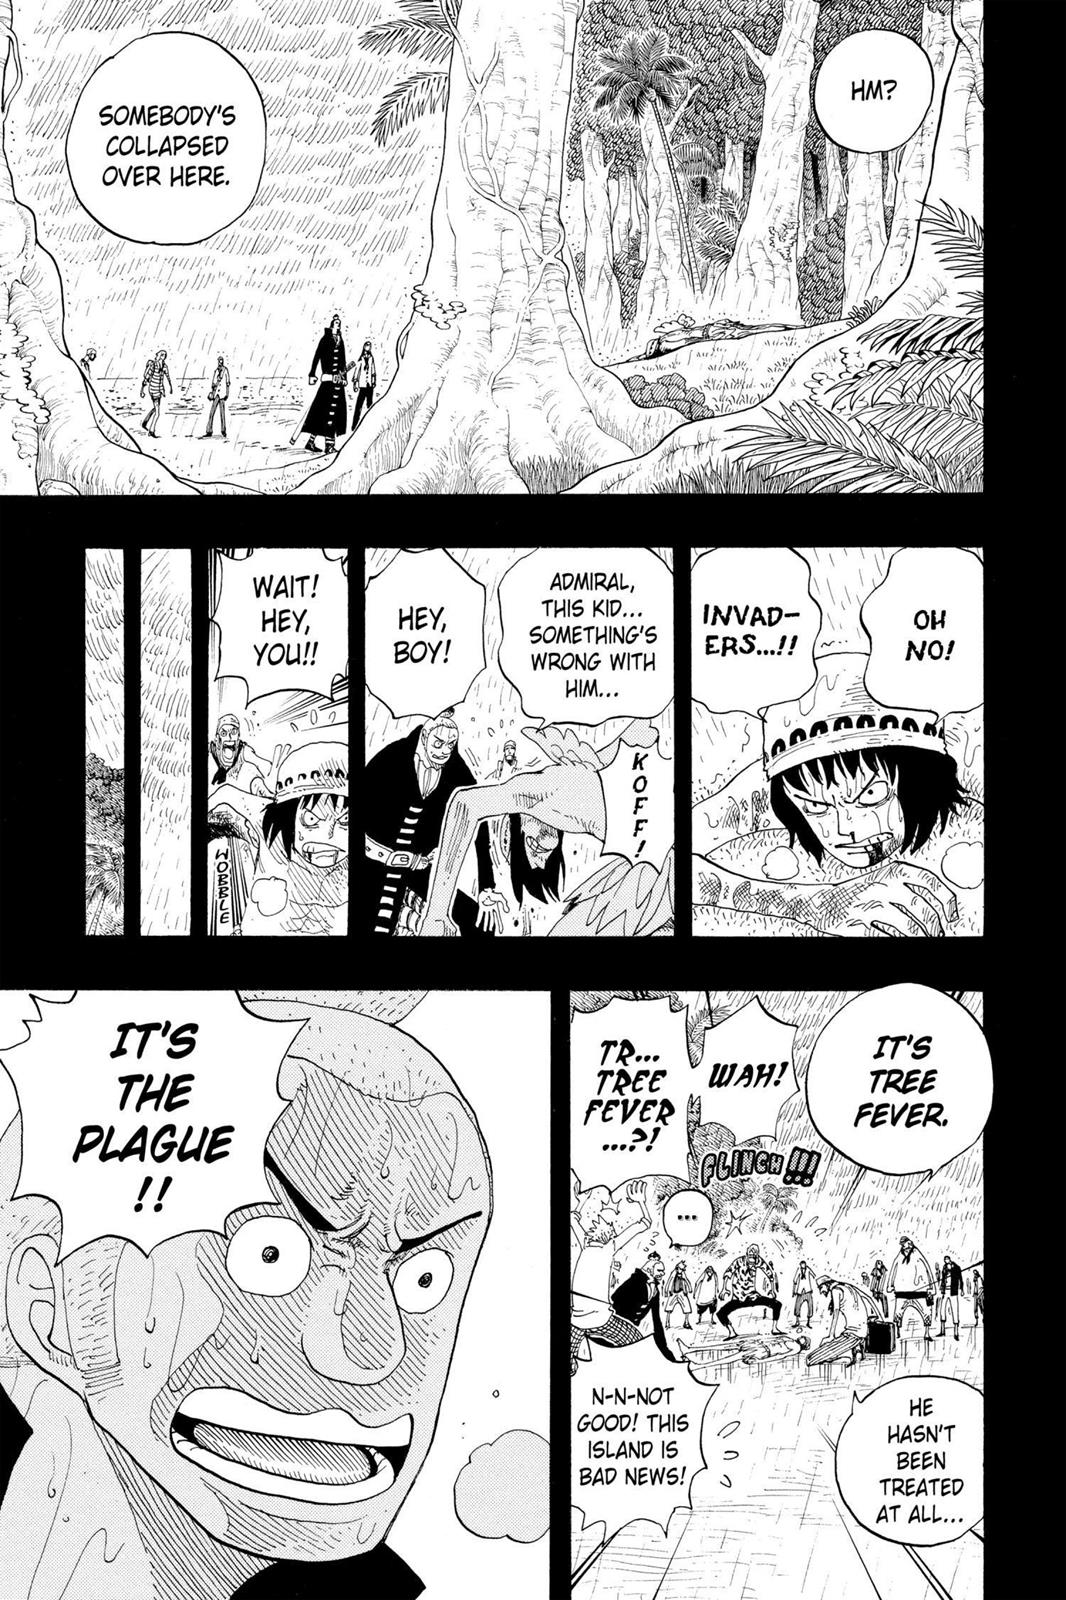 HM?
SOMEBODY'S
COLLAPSED
OVER HERE.
OH
NO!
INVAD-
ERS...!!
ADMIRAL,
THIS KID...
SOMETHING'S
WRONG WITH
HIM...
KOFF!
HEY,
BOY!
WAIT!
HEY,
YOU!!
WOBBLE
IT'S
TREE
FEVER.
WAH!
TR...
TREE
FEVER
...?!
FLINCH!!!
...
HE
HASN'T
BEEN
TREATED
AT ALL...
N-N-NOT
GOOD! THIS
ISLAND IS
BAD NEWS!
IT'S
THE
PLAGUE
!!